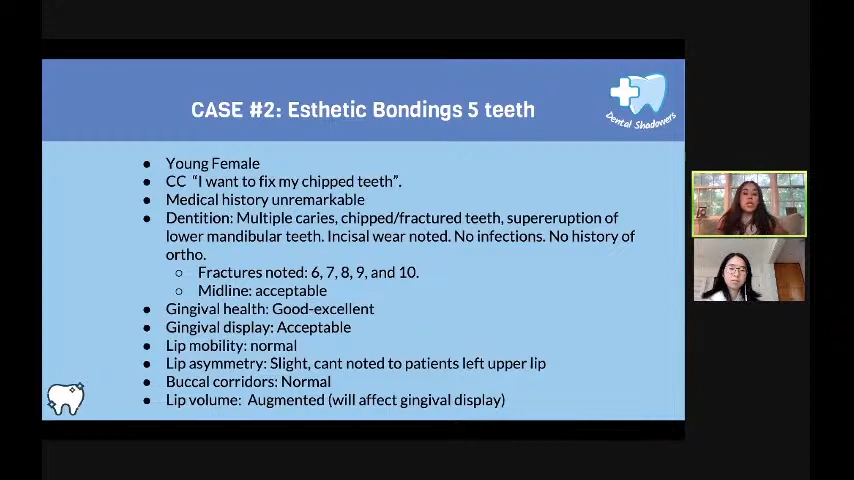 CASE #2: Esthetic Bondings 5 teeth
Dental Shadowers
● Young Female
● CC “I want to fix my chipped teeth”.
● Medical history unremarkable
● Dentition: Multiple caries, chipped/fractured teeth, supereruption of
lower mandibular teeth. Incisal wear noted. No infections. No history of
ortho.
○ Fractures noted: 6, 7, 8, 9, and 10.
○ Midline: acceptable
● Gingival health: Good-excellent
● Gingival display: Acceptable
● Lip mobility: normal
● Lip asymmetry: Slight, cant noted to patients left upper lip
● Buccal corridors: Normal
● Lip volume:  Augmented (will affect gingival display)